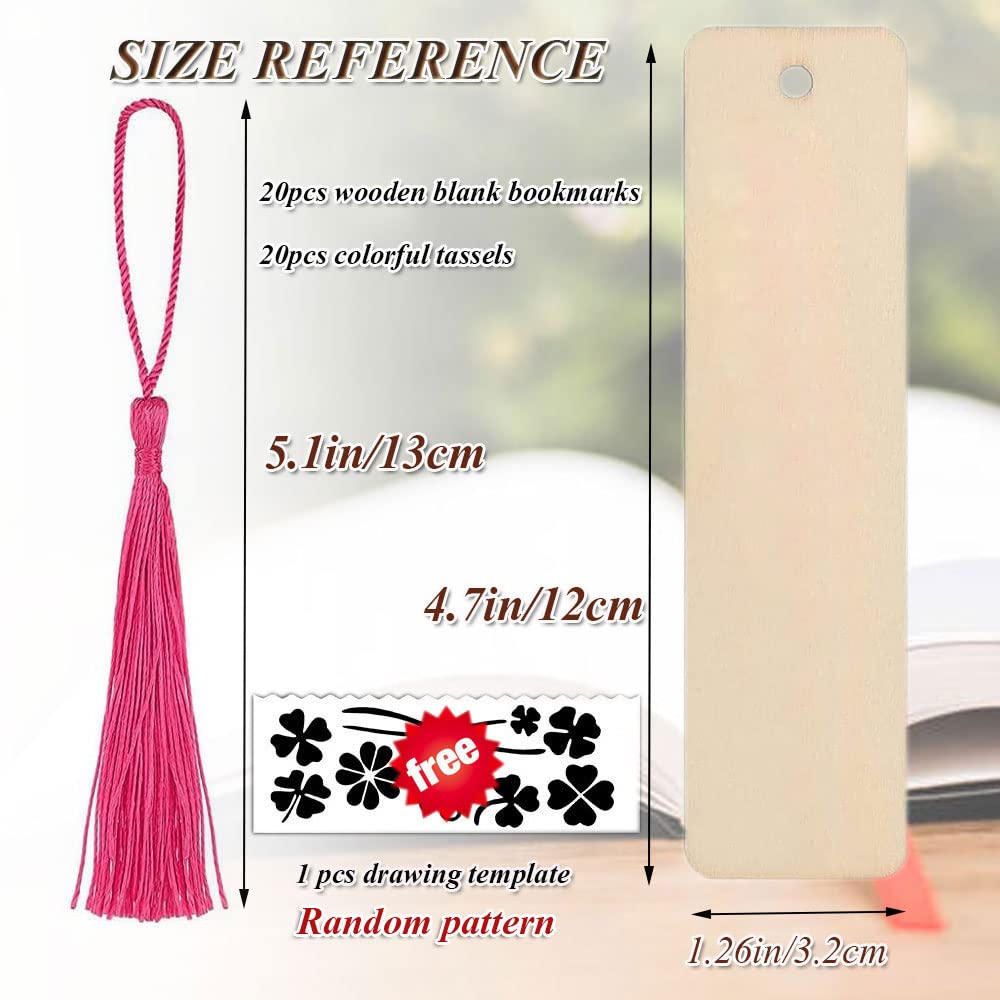 SIZE REFERENCE
20pcs wooden blank bookmarks
20pcs colorful tassels
5.1in/13cm
4.7in/12cm
free
1 pcs drawing template
Random pattern
1.26in/3.2cm